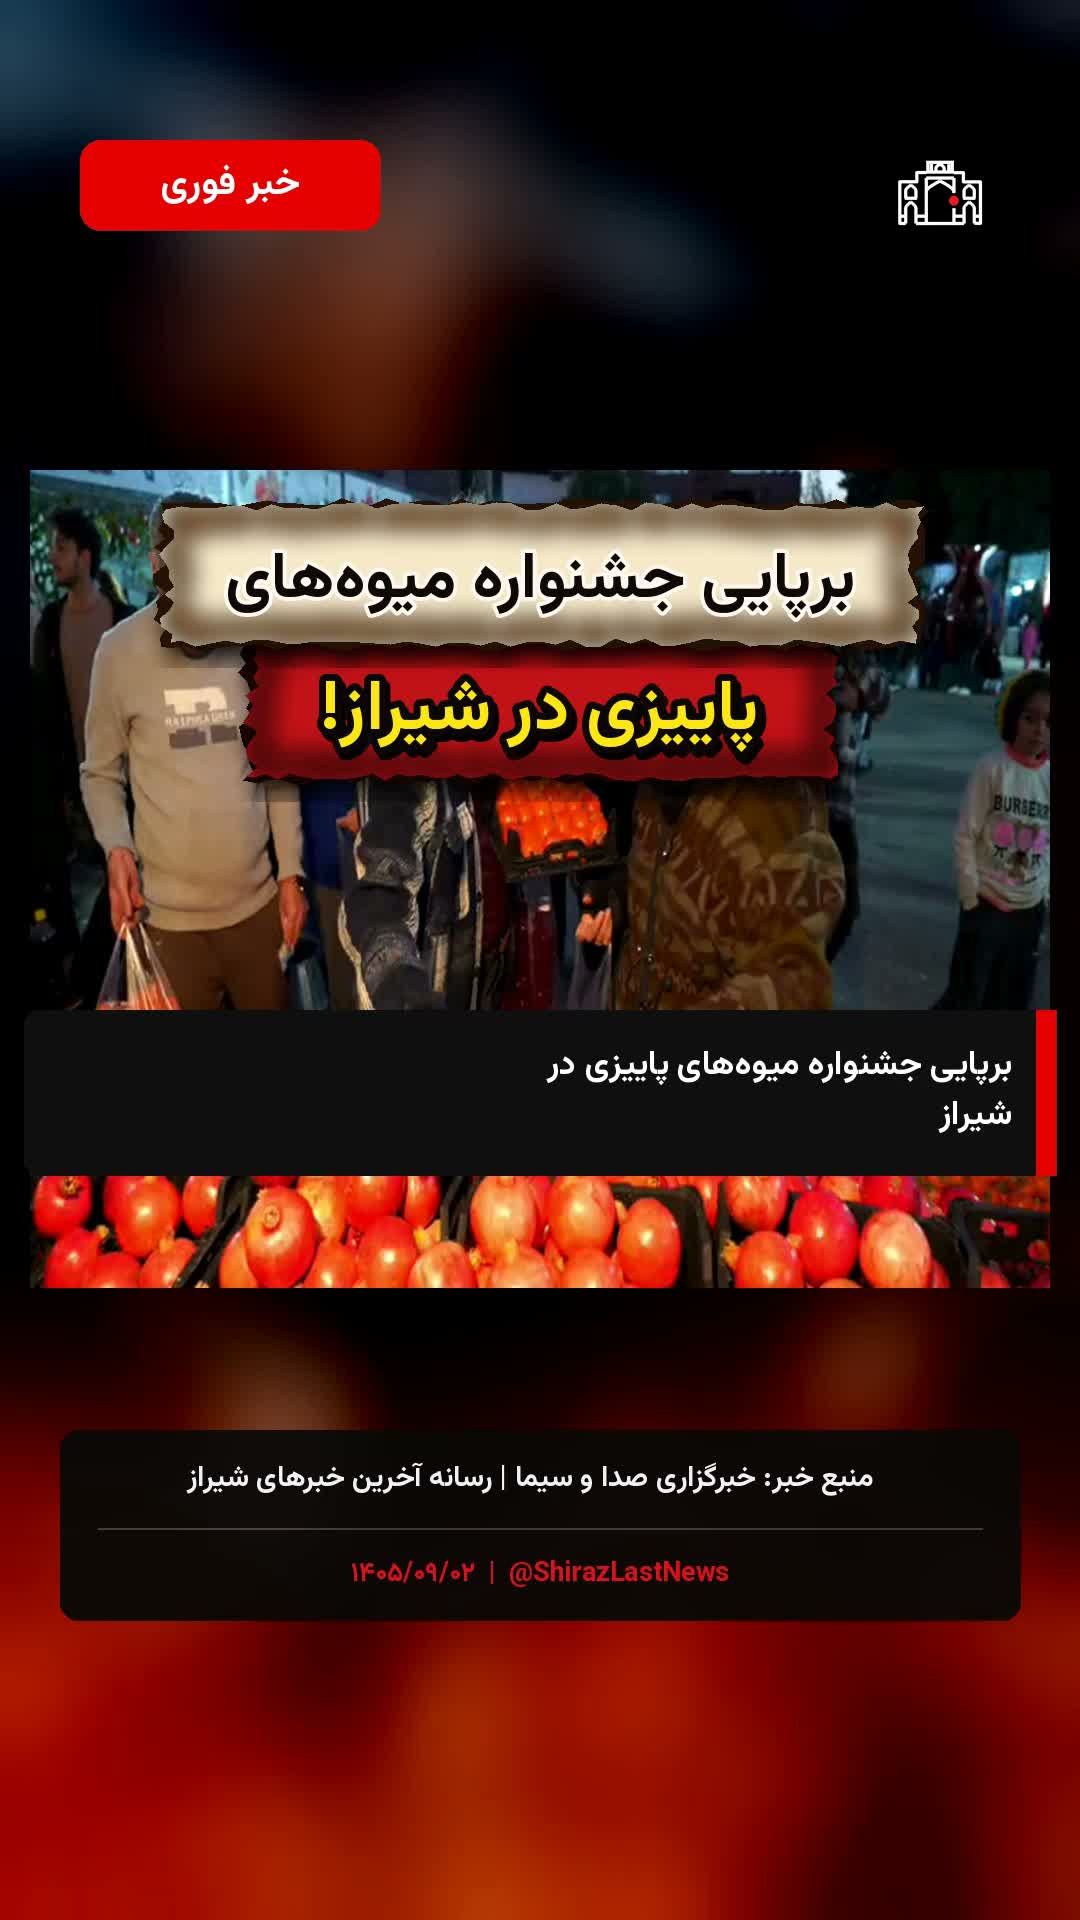 خبر فوری
برپایی جشنواره میوه‌های
پاییزی در شیراز!
BURBERR
برپایی جشنواره میوه‌های پاییزی در
شیراز
منبع خبر: خبرگزاری صدا و سیما | رسانه آخرین خبرهای شیراز
۱۴۰۵/۰۹/۰۲ | @ShirazLastNews